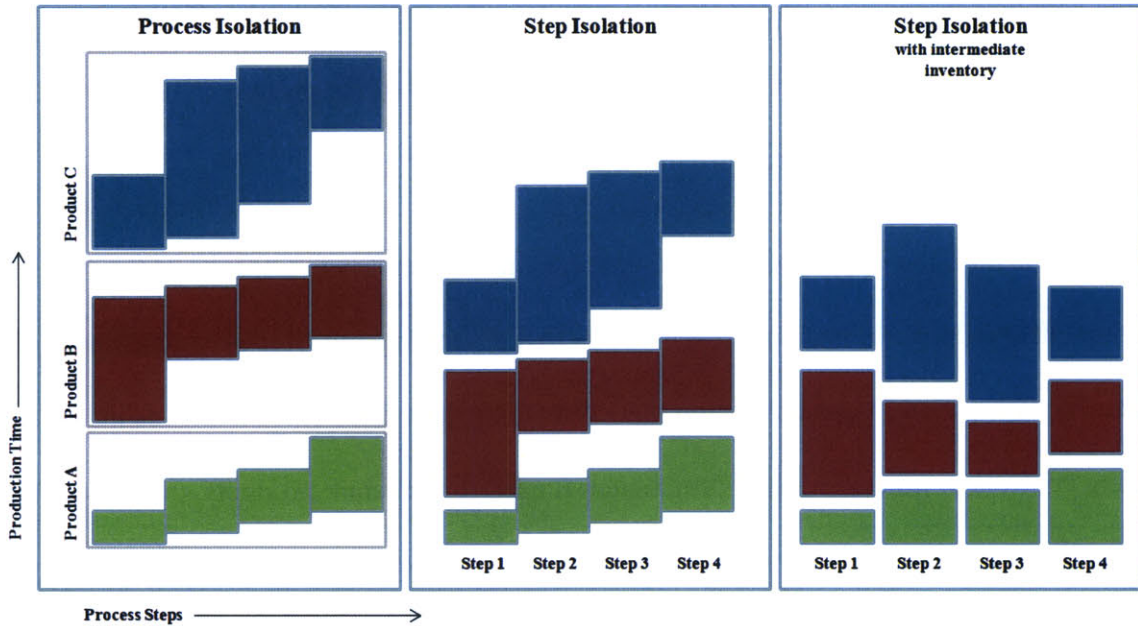 Process Isolation
Step Isolation
Step Isolation
with intermediate
inventory
Product C
Product B
Product A
Production Time
Step 1
Step 2
Step 3
Step 4
Step 1
Step 2
Step 3
Step 4
Process Steps